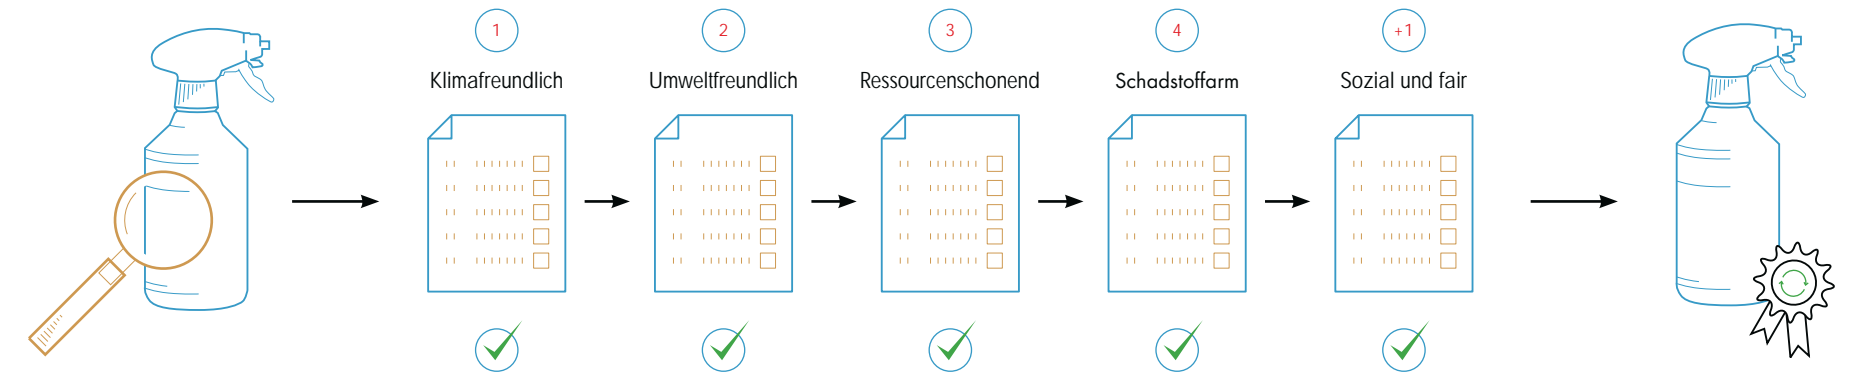 1
Klimafreundlich
2
Umweltfreundlich
3
Ressourcenschonend
4
Schadstoffarm
+1
Sozial und fair